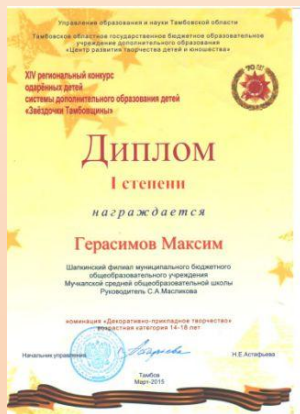 Управление образования и науки Тамбовской области
Тамбовское областное государственное бюджетное образовательное
учреждение дополнительного образования
«Центр развития творчества детей и юношества»
XIV региональный конкурс
одарённых детей
системы дополнительного образования детей
«Звёздочки Тамбовщины»
Диплом
I степени
награждается
Герасимов Максим
Шапкинский филиал муниципального бюджетного
общеобразовательного учреждения
Мучкапской средней общеобразовательной школы
Руководитель С.А.Масликова
номинация «Декоративно-прикладное творчество»
возрастная категория 14-18 лет
Начальник управления
Н.Е.Астафьева
Тамбов
Март-2015